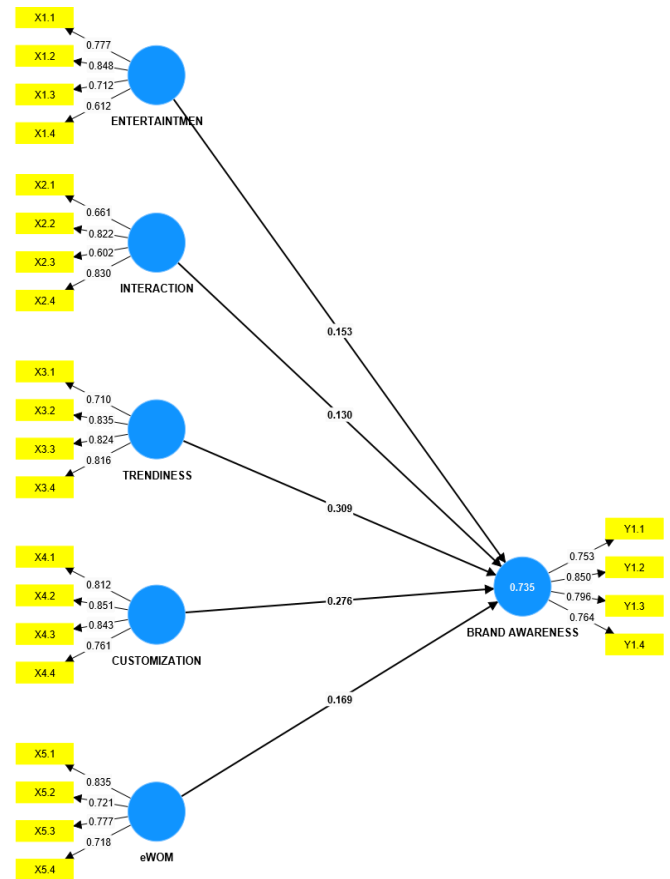 X1.1
0.777
X1.2
0.848
X1.3
0.712
X1.4
0.612
ENTERTAINTMEN
X2.1
0.661
X2.2
0.822
X2.3
0.602
X2.4
0.830
INTERACTION
0.153
X3.1
0.710
X3.2
0.835
X3.3
0.824
X3.4
0.816
TRENDINESS
0.130
0.309
X4.1
0.812
X4.2
0.851
X4.3
0.843
X4.4
0.761
CUSTOMIZATION
0.276
0.735
BRAND AWARENESS
Y1.1
0.753
Y1.2
0.850
Y1.3
0.796
Y1.4
0.764
0.169
X5.1
0.835
X5.2
0.721
X5.3
0.777
X5.4
0.718
eWOM